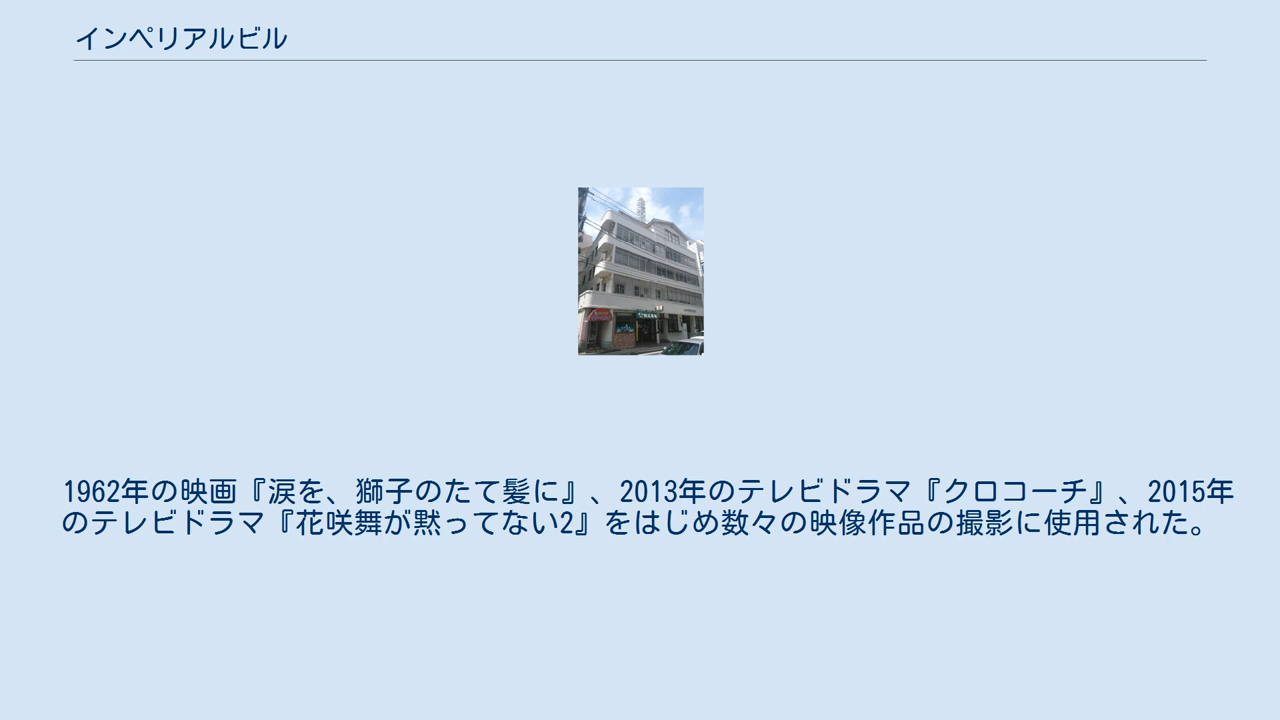 インペリアルビル
1962年の映画『涙を、獅子のたて髪に』、2013年のテレビドラマ『クロコーチ』、2015年
のテレビドラマ『花咲舞が黙ってない2』をはじめ数々の映像作品の撮影に使用された。